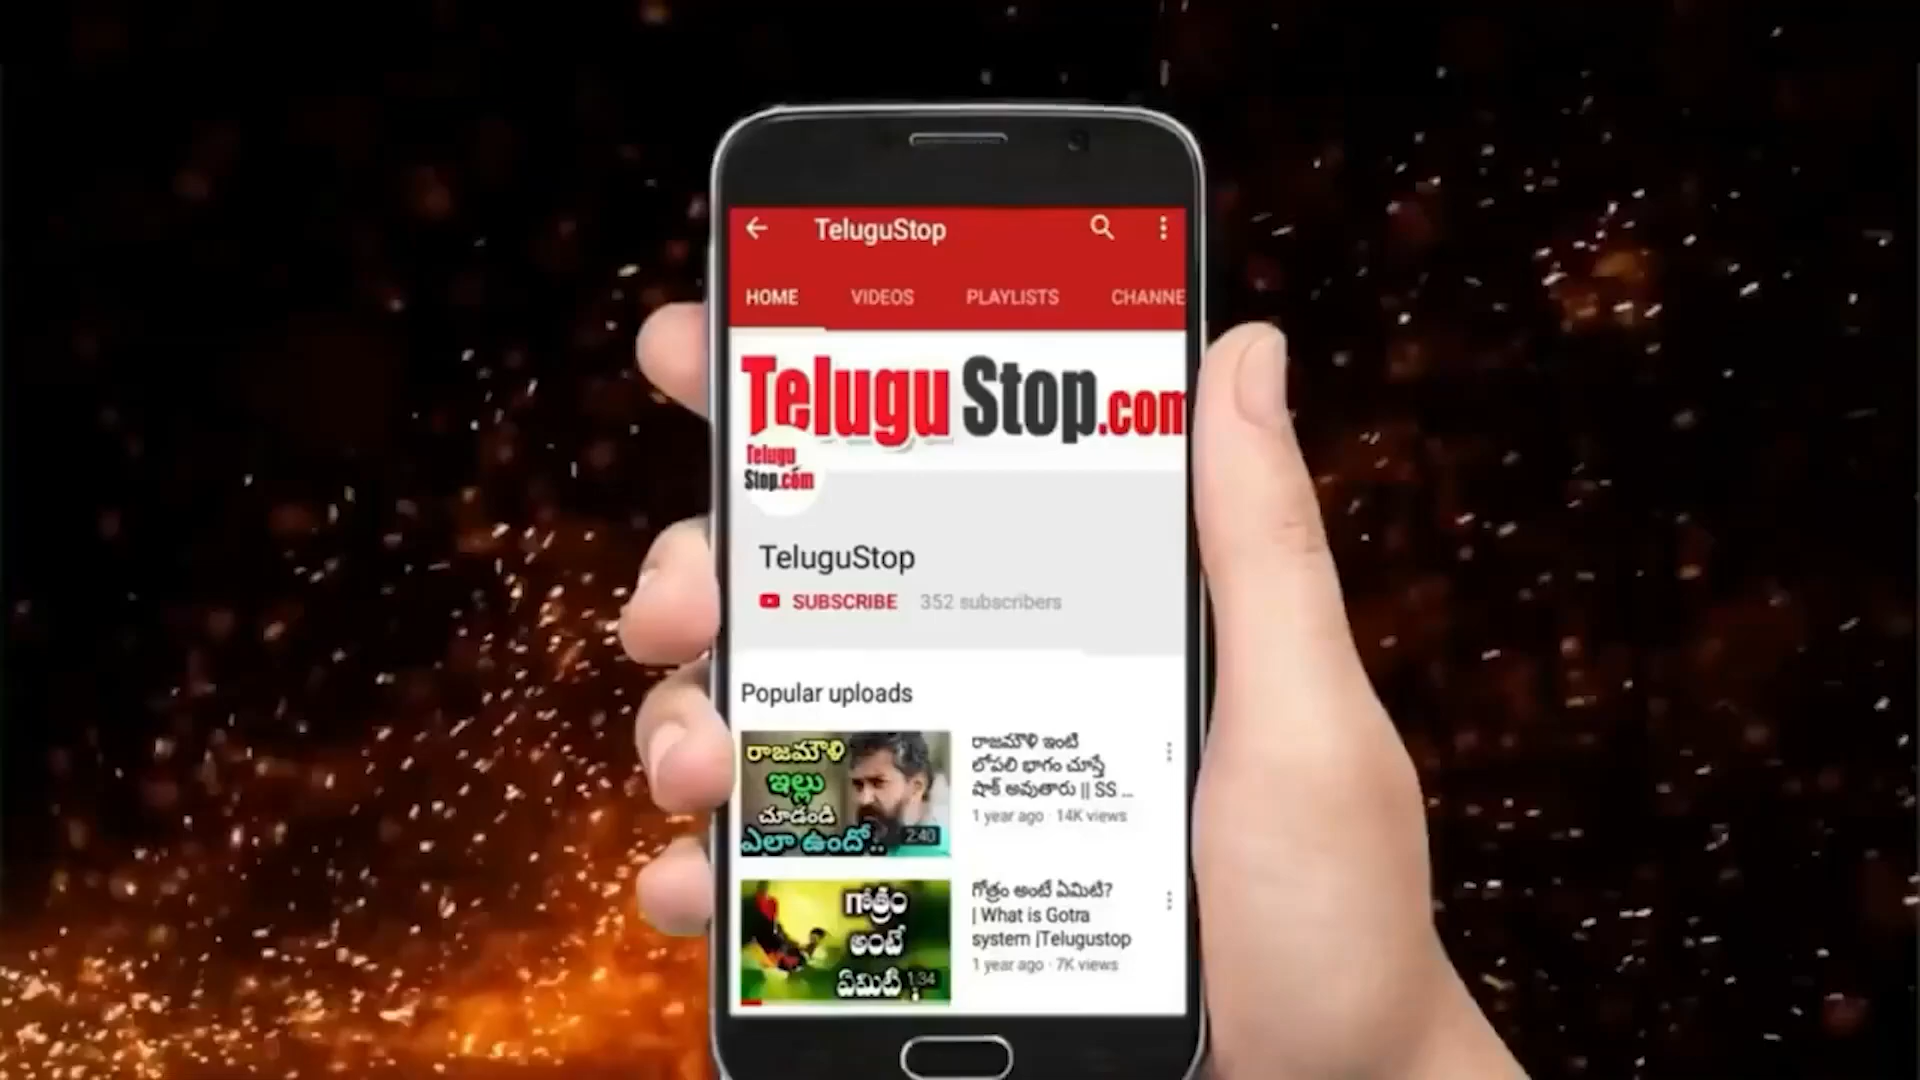 TeluguStop
HOME VIDEOS PLAYLISTS CHANNE
Telugu Stop.com
Telugu
Stop.com
TeluguStop
SUBSCRIBE 352 subscribers
Popular uploads
రాజమౌళి
ఇల్లు
చూడండి
ఎలా ఉందో..
2:40
రాజమౌళి ఇంటి
లోపలి భాగం చూస్తే
షాక్ అవుతారు || SS ...
1 year ago · 14K views
గోత్రం
అంటే
ఏమిటి
1:34
గోత్రం అంటే ఏమిటి?
| What is Gotra
system |Telugustop
1 year ago · 7K views